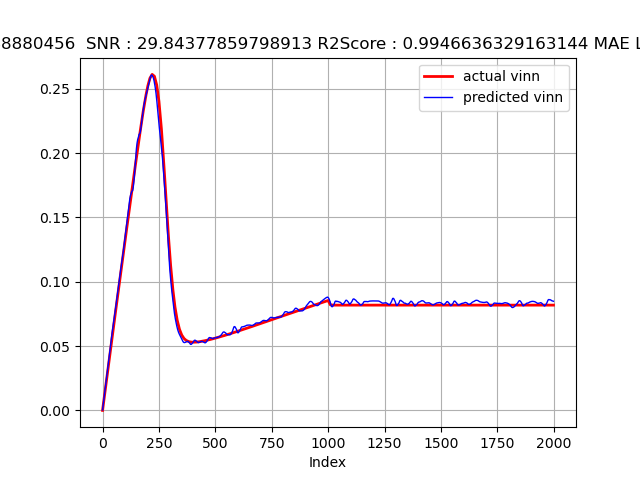 8880456 SNR : 29.84377859798913 R2Score : 0.9946636329163144 MAE L
actual vinn
predicted vinn
0.25
0.20
0.15
0.10
0.05
0.00
0 250 500 750 1000 1250 1500 1750 2000
Index